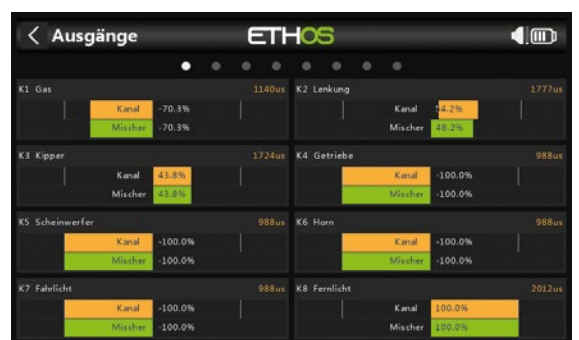 Ausgänge
ETHOS
K1 Gas 1140us
Kanal -70.3%
Mischer -70.3%
K2 Lenkung 1777us
Kanal 54.2%
Mischer 48.2%
K3 Kipper 1724us
Kanal 43.8%
Mischer 43.8%
K4 Getriebe 988us
Kanal -100.0%
Mischer -100.0%
K5 Scheinwerfer 988us
Kanal -100.0%
Mischer -100.0%
K6 Horn 988us
Kanal -100.0%
Mischer -100.0%
K7 Fahrlicht 988us
Kanal -100.0%
Mischer -100.0%
K8 Fernlicht 2012us
Kanal 100.0%
Mischer 100.0%